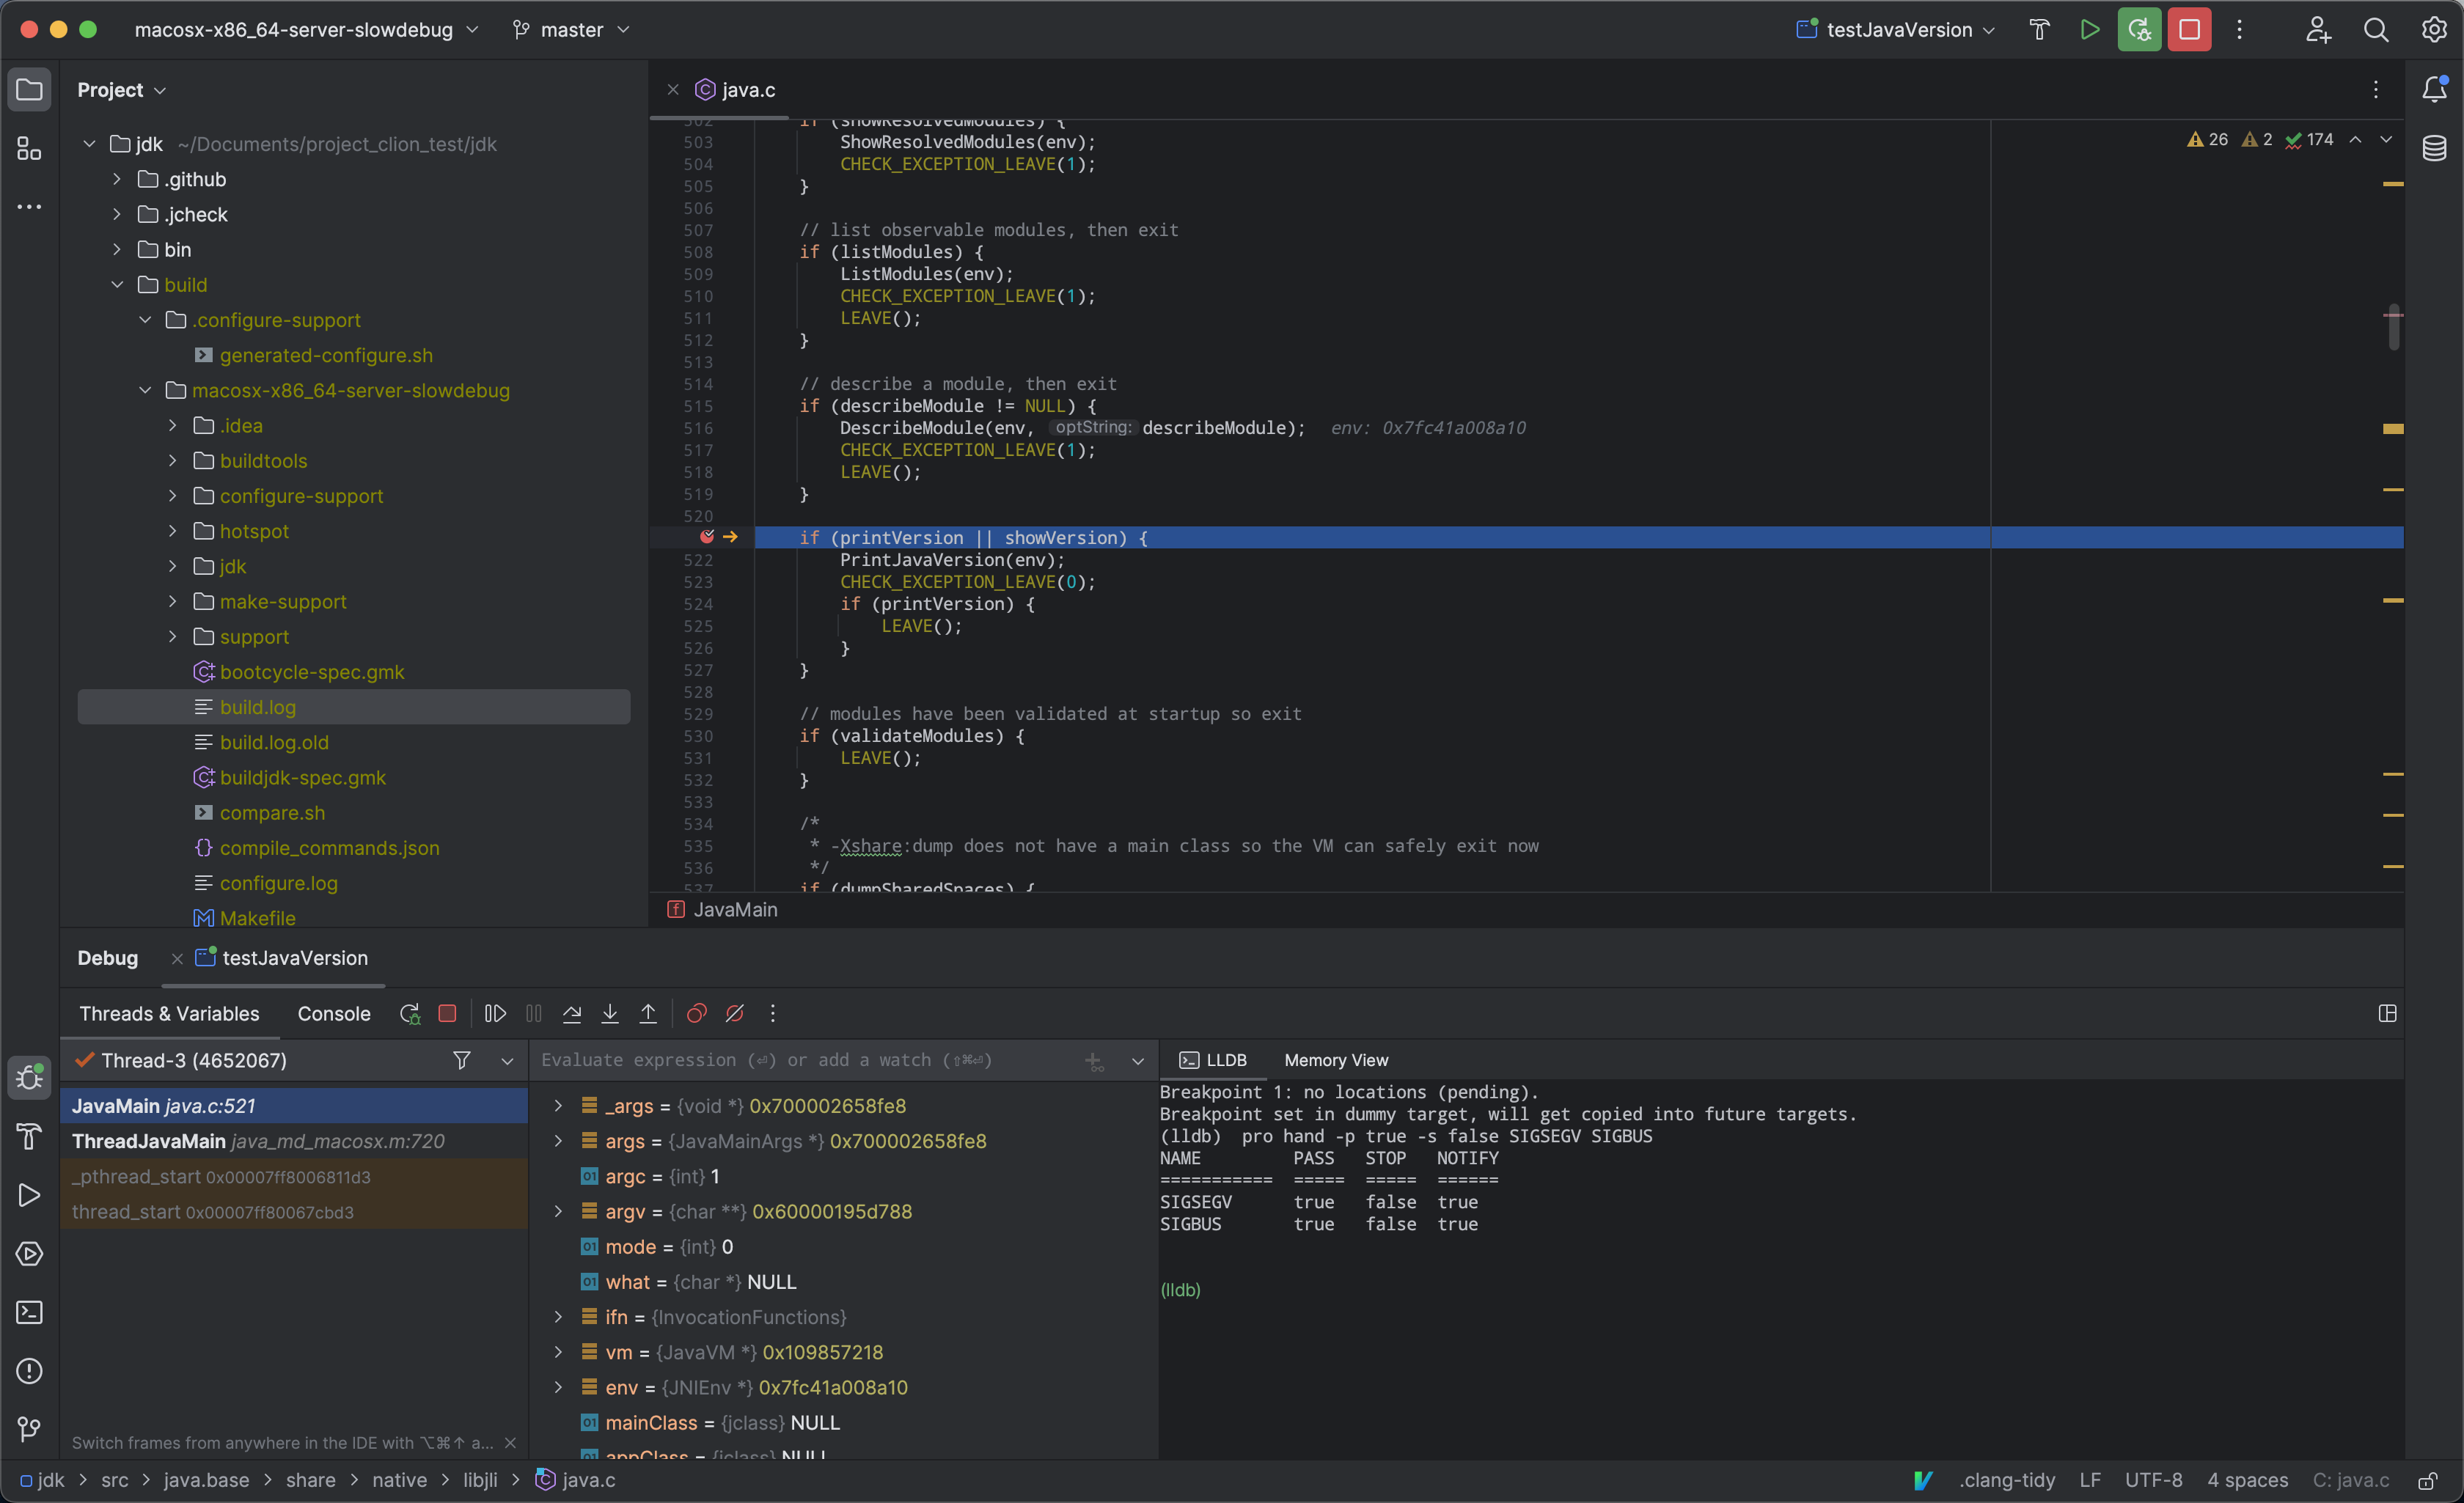 macosx-x86_64-server-slowdebug
master
testJavaVersion
Project
java.c
26 2 174
jdk ~/Documents/project_clion_test/jdk
.github
.jcheck
bin
build
.configure-support
generated-configure.sh
macosx-x86_64-server-slowdebug
.idea
buildtools
configure-support
hotspot
jdk
make-support
support
bootcycle-spec.gmk
build.log
build.log.old
buildjdk-spec.gmk
compare.sh
compile_commands.json
configure.log
Makefile
502 if (showResolvedModules) {
503 ShowResolvedModules(env);
504 CHECK_EXCEPTION_LEAVE(1);
505 }
506
507 // list observable modules, then exit
508 if (listModules) {
509 ListModules(env);
510 CHECK_EXCEPTION_LEAVE(1);
511 LEAVE();
512 }
513
514 // describe a module, then exit
515 if (describeModule != NULL) {
516 DescribeModule(env, optString: describeModule); env: 0x7fc41a008a10
517 CHECK_EXCEPTION_LEAVE(1);
518 LEAVE();
519 }
520
if (printVersion || showVersion) {
522 PrintJavaVersion(env);
523 CHECK_EXCEPTION_LEAVE(0);
524 if (printVersion) {
525 LEAVE();
526 }
527 }
528
529 // modules have been validated at startup so exit
530 if (validateModules) {
531 LEAVE();
532 }
533
534 /*
535 * -Xshare:dump does not have a main class so the VM can safely exit now
536 */
537 if (dumpSharedSpaces) {
JavaMain
Debug
testJavaVersion
Threads & Variables
Console
Thread-3 (4652067)
JavaMain java.c:521
ThreadJavaMain java_md_macosx.m:720
_pthread_start 0x00007ff8006811d3
thread_start 0x00007ff80067cbd3
Switch frames from anywhere in the IDE with ⌥⌘↑ a...
Evaluate expression (⏎) or add a watch (⇧⌘⏎)
_args = {void *} 0x700002658fe8
args = {JavaMainArgs *} 0x700002658fe8
argc = {int} 1
argv = {char **} 0x60000195d788
mode = {int} 0
what = {char *} NULL
ifn = {InvocationFunctions}
vm = {JavaVM *} 0x109857218
env = {JNIEnv *} 0x7fc41a008a10
mainClass = {jclass} NULL
appClass = {jclass} NULL
LLDB
Memory View
Breakpoint 1: no locations (pending).
Breakpoint set in dummy target, will get copied into future targets.
(lldb) pro hand -p true -s false SIGSEGV SIGBUS
NAME PASS STOP NOTIFY
=========== ===== ===== ======
SIGSEGV true false true
SIGBUS true false true
(lldb)
jdk > src > java.base > share > native > libjli > java.c
.clang-tidy LF UTF-8 4 spaces C: java.c